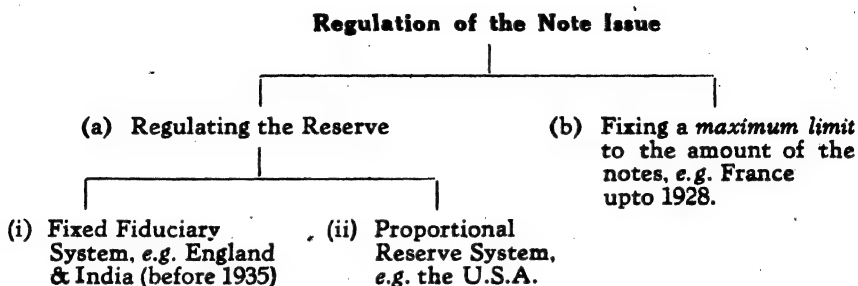 Regulation of the Note Issue
(a) Regulating the Reserve
(b) Fixing a maximum limit
to the amount of the
notes, e.g. France
upto 1928.
(i) Fixed Fiduciary
System, e.g. England
& India (before 1935)
(ii) Proportional
Reserve System,
e.g. the U.S.A.